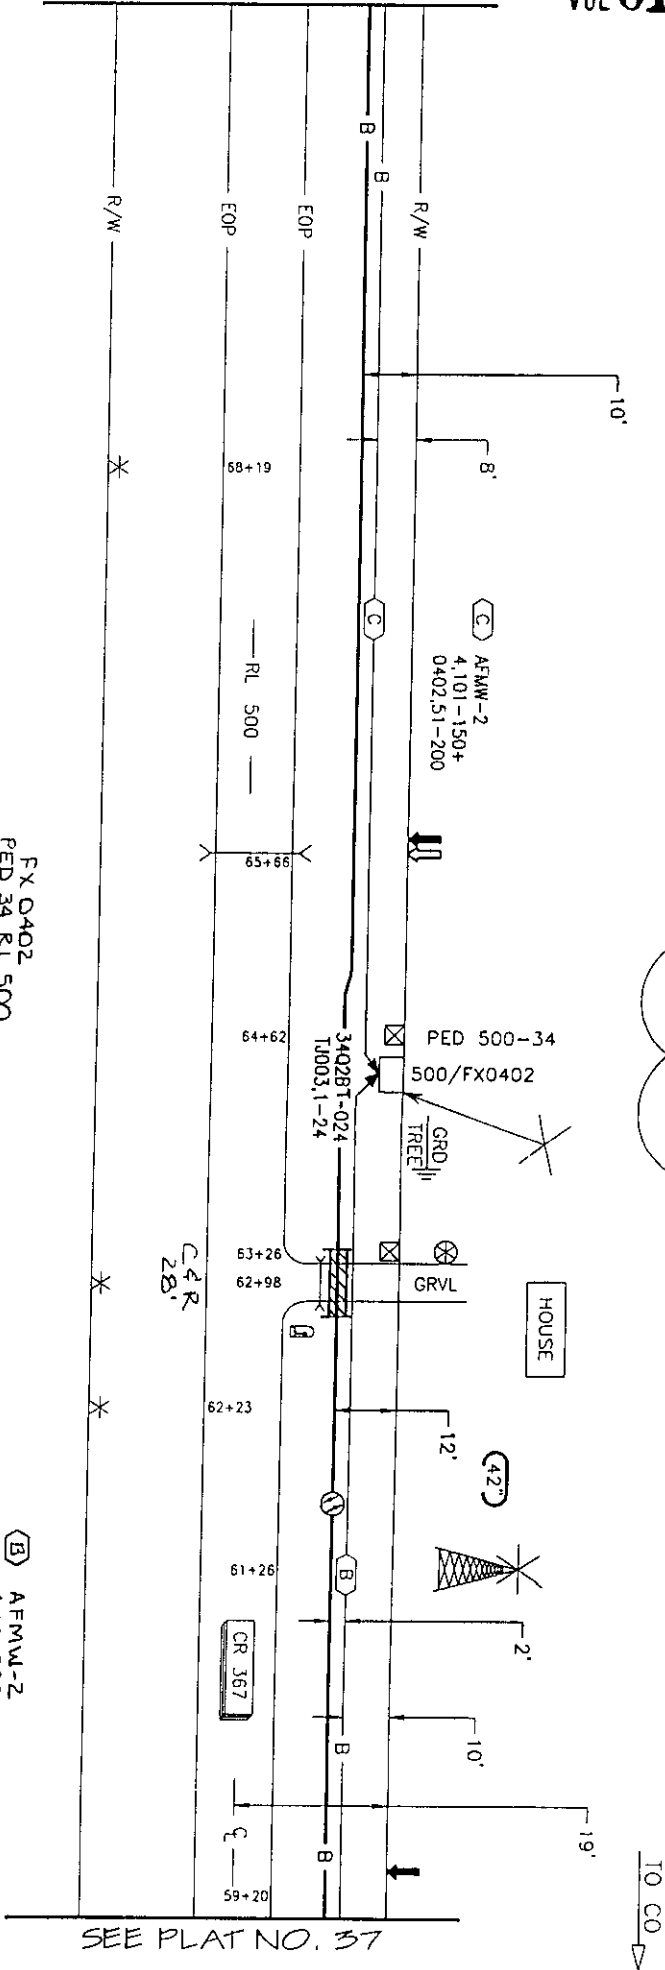 VOL 01
B
B
R/W
EOP
EOP
R/W
10'
8'
68+19
C
C
AFMW-2
4,101-150+
0402,51-200
RL 500
65+66
FX 0402
PED 34 RL 500
64+62
34Q2BT-024
TJ003,1-24
PED 500-34
500/FX0402
GRD
TREE
63+26
62+98
GRVL
C&R
28'
HOUSE
62+23
12'
42"
61+26
B
B
AFMW-2
CR 367
2'
B
10'
B
19'
59+20
TO CO
SEE PLAT NO. 37